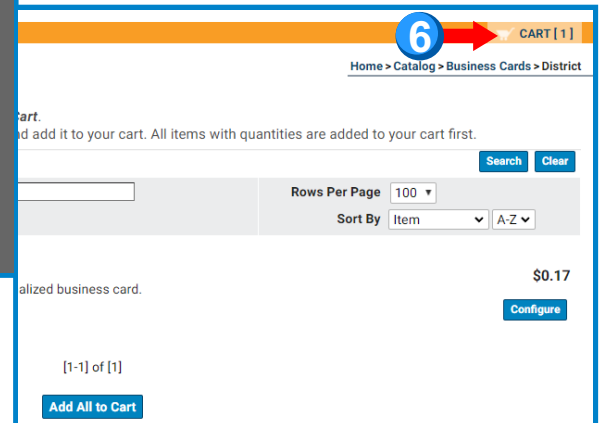 6
CART [ 1 ]
Home > Catalog > Business Cards > District
Cart.
add it to your cart. All items with quantities are added to your cart first.
Search Clear
Rows Per Page 100
Sort By Item A-Z
$0.17
alized business card.
Configure
[1-1] of [1]
Add All to Cart